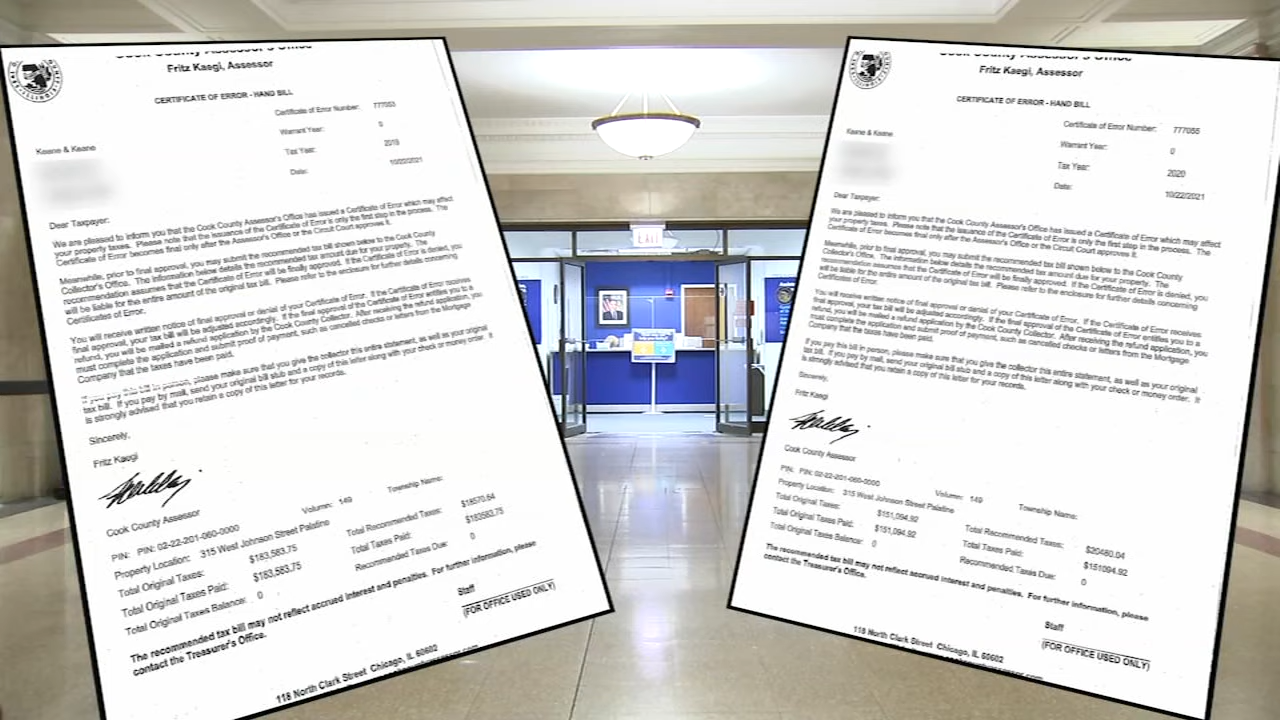 Cook County Assessor's Office
Fritz Kaegi, Assessor
CERTIFICATE OF ERROR - HAND BILL
Certificate of Error Number: 777053
Warrant Year: 0
Tax Year: 2019
Date: 10/22/2021
Keane & Keane
Dear Taxpayer:
We are pleased to inform you that the Cook County Assessor's Office has issued a Certificate of Error which may affect
your property taxes. Please note that the issuance of the Certificate of Error is only the first step in the process. The
Certificate of Error becomes final only after the Assessor's Office or the Circuit Court approves it.
Meanwhile, prior to final approval, you may submit the recommended tax bill shown below to the Cook County
Collector's Office. The information below details the recommended tax amount due for your property. The
recommendation assumes that the Certificate of Error will be finally approved. If the Certificate of Error is denied, you
will be liable for the entire amount of the original tax bill. Please refer to the enclosure for further details concerning
Certificates of Error.
You will receive written notice of final approval or denial of your Certificate of Error. If the Certificate of Error receives
final approval, your tax bill will be adjusted accordingly. If the final approval of the Certificate of Error entitles you to a
refund, you will be mailed a refund application by the Cook County Collector. After receiving the refund application, you
must complete the application and submit proof of payment, such as cancelled checks or letters from the Mortgage
Company that the taxes have been paid.
If you pay this bill in person, please make sure that you give the collector this entire statement, as well as your original
tax bill. If you pay by mail, send your original bill stub and a copy of this letter along with your check or money order. It
is strongly advised that you retain a copy of this letter for your records.
Sincerely,
Fritz Kaegi
Cook County Assessor
PIN: PIN: 02-22-201-060-0000 Volumn: 149 Township Name:
Property Location: 315 West Johnson Street Palatine
Total Original Taxes: $183,583.75 Total Recommended Taxes: $18570.64
Total Original Taxes Paid: $183,583.75 Total Taxes Paid: $183583.75
Total Original Taxes Balance: 0 Recommended Taxes Due: 0
The recommended tax bill may not reflect accrued interest and penalties. For further information, please
contact the Treasurer's Office.
Staff
(FOR OFFICE USED ONLY)
118 North Clark Street Chicago, IL 60602
EXIT
Cook County Assessor's Office
Fritz Kaegi, Assessor
CERTIFICATE OF ERROR - HAND BILL
Certificate of Error Number: 777055
Warrant Year: 0
Tax Year: 2020
Date: 10/22/2021
Keane & Keane
Dear Taxpayer:
We are pleased to inform you that the Cook County Assessor's Office has issued a Certificate of Error which may affect
your property taxes. Please note that the issuance of the Certificate of Error is only the first step in the process. The
Certificate of Error becomes final only after the Assessor's Office or the Circuit Court approves it.
Meanwhile, prior to final approval, you may submit the recommended tax bill shown below to the Cook County
Collector's Office. The information below details the recommended tax amount due for your property. The
recommendation assumes that the Certificate of Error will be finally approved. If the Certificate of Error is denied, you
will be liable for the entire amount of the original tax bill. Please refer to the enclosure for further details concerning
Certificates of Error.
You will receive written notice of final approval or denial of your Certificate of Error. If the Certificate of Error receives
final approval, your tax bill will be adjusted accordingly. If the final approval of the Certificate of Error entitles you to a
refund, you will be mailed a refund application by the Cook County Collector. After receiving the refund application, you
must complete the application and submit proof of payment, such as cancelled checks or letters from the Mortgage
Company that the taxes have been paid.
If you pay this bill in person, please make sure that you give the collector this entire statement, as well as your original
tax bill. If you pay by mail, send your original bill stub and a copy of this letter along with your check or money order. It
is strongly advised that you retain a copy of this letter for your records.
Sincerely,
Fritz Kaegi
Cook County Assessor
PIN: PIN: 02-22-201-060-0000 Volumn: 149 Township Name:
Property Location: 315 West Johnson Street Palatine
Total Original Taxes: $151,094.92 Total Recommended Taxes: $20480.04
Total Original Taxes Paid: $151,094.92 Total Taxes Paid: $151094.92
Total Original Taxes Balance: 0 Recommended Taxes Due: 0
The recommended tax bill may not reflect accrued interest and penalties. For further information, please
contact the Treasurer's Office.
Staff
(FOR OFFICE USED ONLY)
118 North Clark Street Chicago, IL 60602